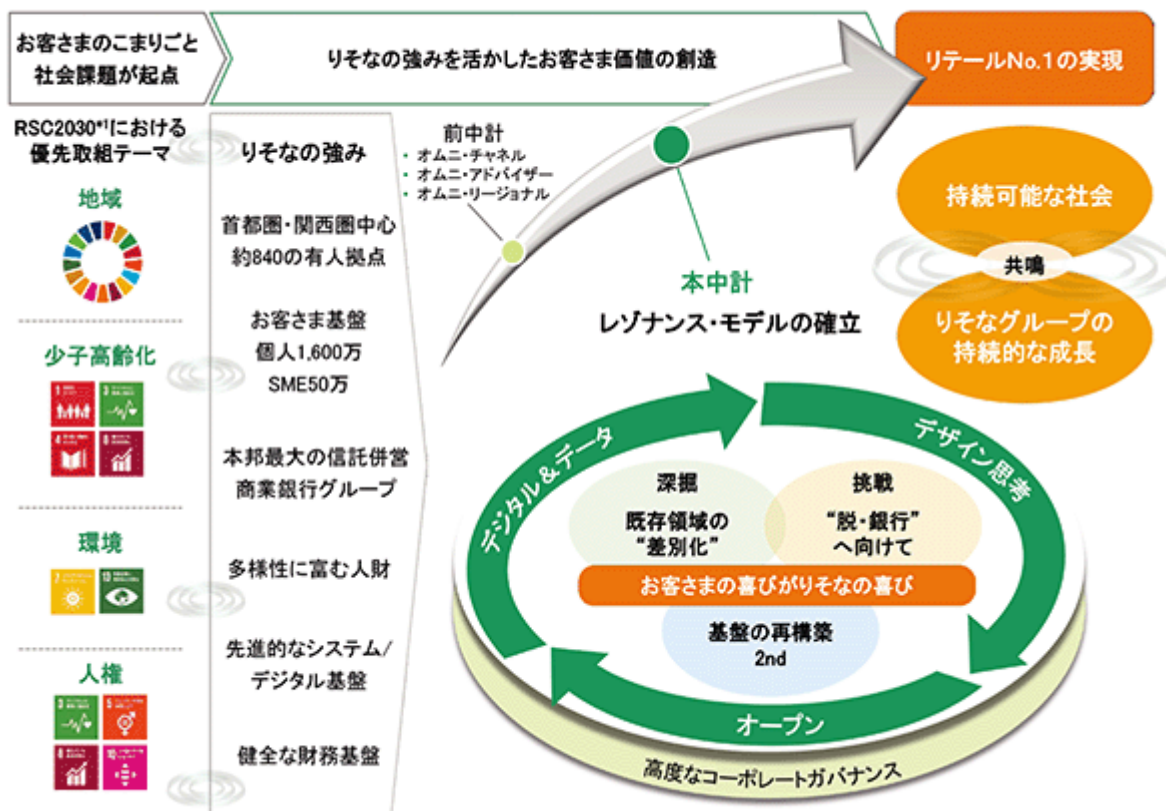 お客さまのこまりごと
社会課題が起点
りそなの強みを活かしたお客さま価値の創造
リテールNo.1の実現
RSC2030*1における
優先取組テーマ
地域
少子高齢化
環境
人権
りそなの強み
首都圏・関西圏中心
約840の有人拠点
お客さま基盤
個人1,600万
SME50万
本邦最大の信託併営
商業銀行グループ
多様性に富む人財
先進的なシステム/
デジタル基盤
健全な財務基盤
前中計
・オムニ・チャネル
・オムニ・アドバイザー
・オムニ・リージョナル
本中計
レゾナンス・モデルの確立
持続可能な社会
共鳴
りそなグループの
持続的な成長
デジタル&データ
デザイン思考
オープン
深掘
既存領域の
“差別化”
挑戦
“脱・銀行”
へ向けて
お客さまの喜びがりそなの喜び
基盤の再構築
2nd
高度なコーポレートガバナンス